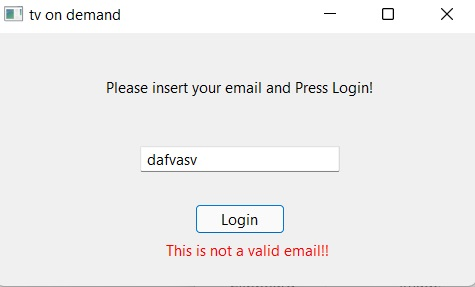 tv on demand
Please insert your email and Press Login!
dafvasv
Login
This is not a valid email!!